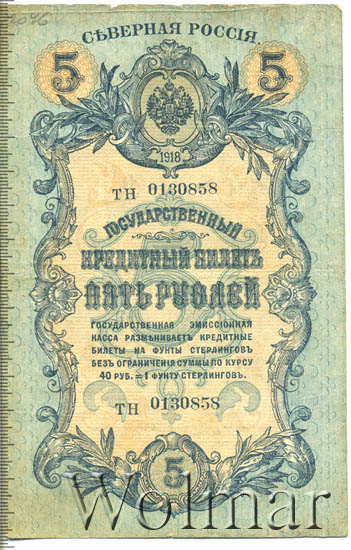 2046
СѢВЕРНАЯ РОССІЯ
5 5
1918
ТН 0130858
ГОСУДАРСТВЕННЫЙ
КРЕДИТНЫЙ БИЛЕТЪ
ПЯТЬ РУБЛЕЙ
ГОСУДАРСТВЕННАЯ ЭМИССІОННАЯ
КАССА РАЗМѢНИВАЕТЪ КРЕДИТНЫЕ
БИЛЕТЫ НА ФУНТЫ СТЕРЛИНГОВЪ
БЕЗЪ ОГРАНИЧЕНІЯ СУММЫ ПО КУРСУ
40 РУБ. = 1 ФУНТУ СТЕРЛИНГОВЪ.
ТН 0130858
5
Wolmar